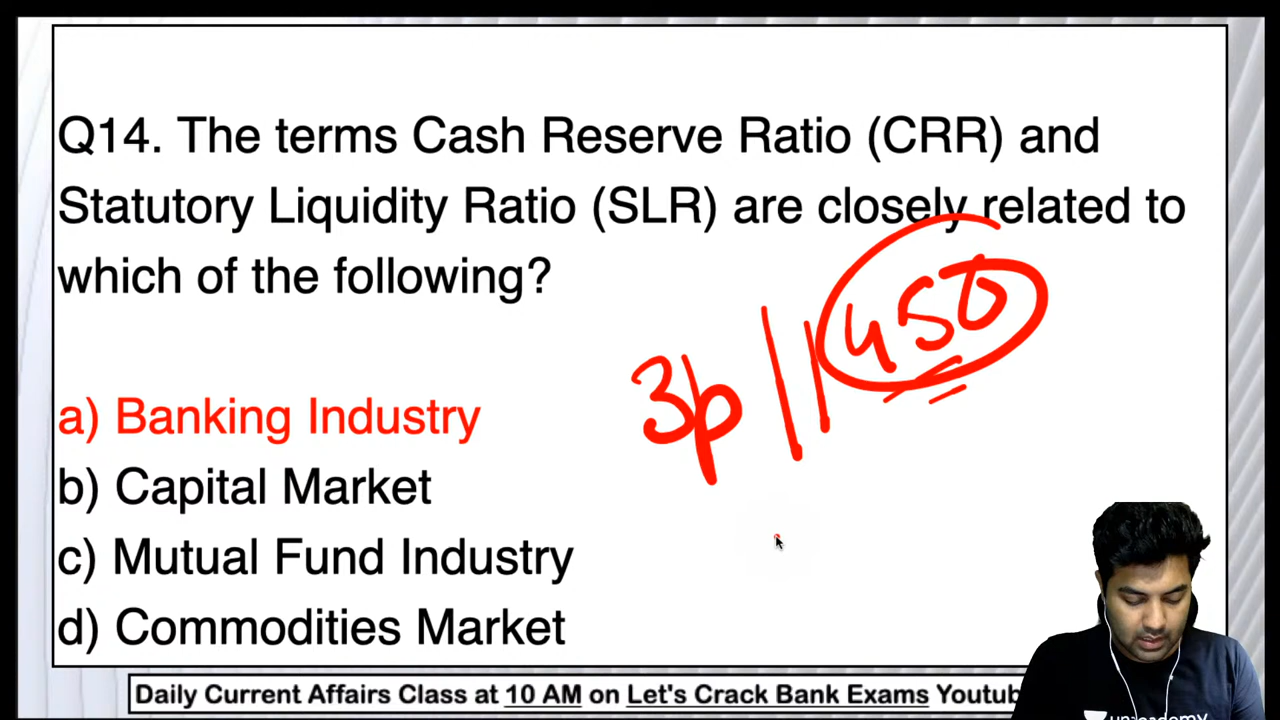 Q14. The terms Cash Reserve Ratio (CRR) and
Statutory Liquidity Ratio (SLR) are closely related to
which of the following?
3p || 450
a) Banking Industry
b) Capital Market
c) Mutual Fund Industry
d) Commodities Market
Daily Current Affairs Class at 10 AM on Let's Crack Bank Exams Youtub
unacademy